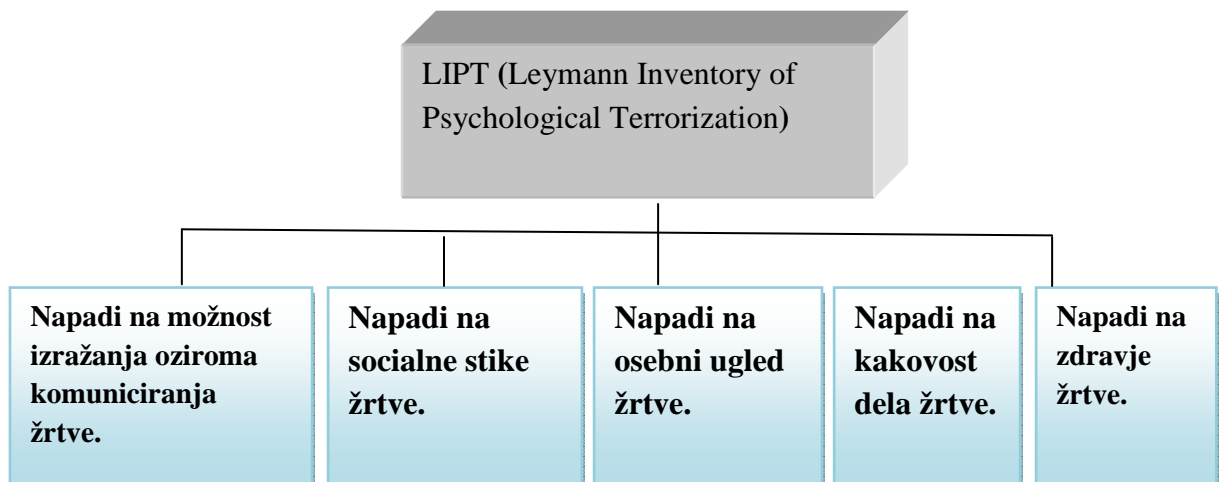 LIPT (Leymann Inventory of
Psychological Terrorization)
Napadi na možnost
izražanja oziroma
komuniciranja
žrtve.
Napadi na
socialne stike
žrtve.
Napadi na
osebni ugled
žrtve.
Napadi na
kakovost
dela žrtve.
Napadi na
zdravje
žrtve.